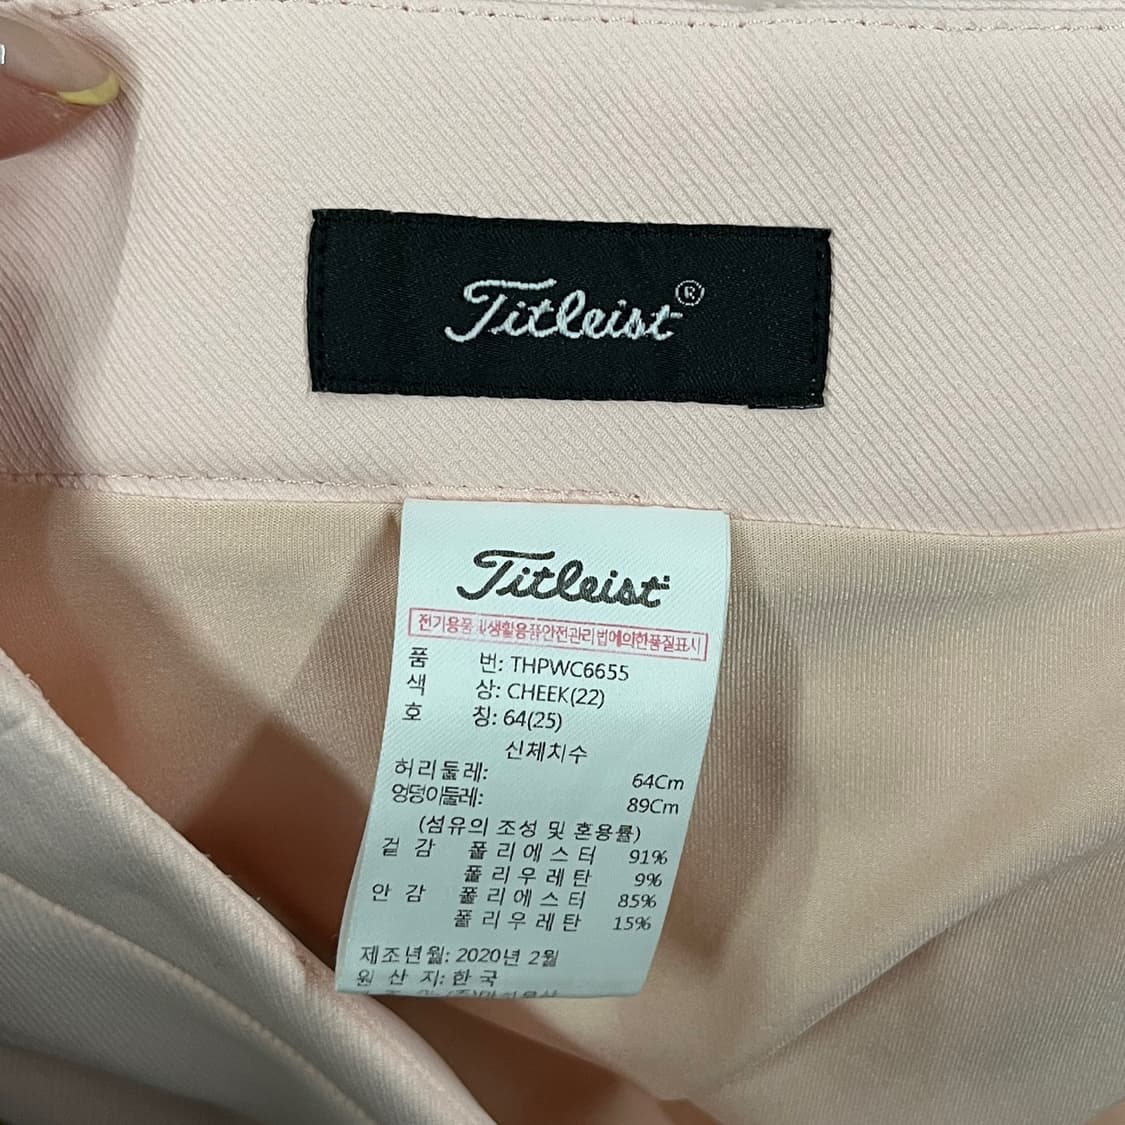 Titleist®
Titleist
전기용품 및 생활용품안전관리법에의한품질표시
품 번: THPWC6655
색 상: CHEEK(22)
호 칭: 64(25)
신체치수
허리둘레: 64Cm
엉덩이둘레: 89Cm
(섬유의 조성 및 혼용률)
겉 감 폴리에스터 91%
폴리우레탄 9%
안 감 폴리에스터 85%
폴리우레탄 15%
제조년월: 2020년 2월
원 산 지: 한 국